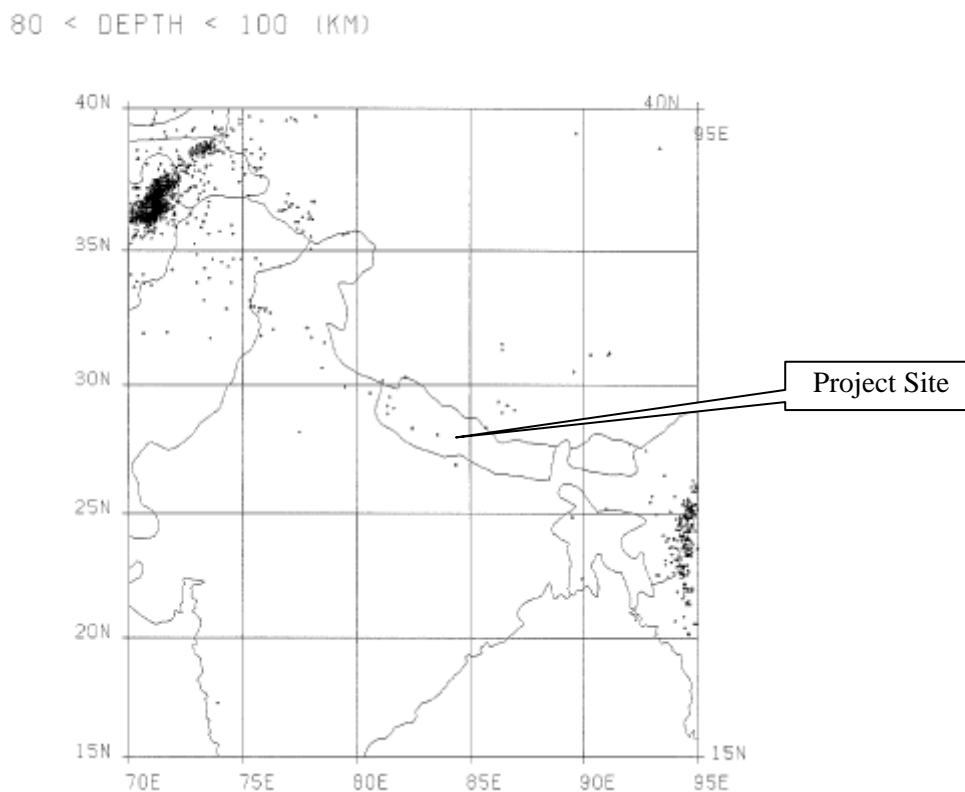 80 < DEPTH < 100 (KM)
40N
40N
95E
35N
30N
Project Site
25N
20N
15N
15N
70E
75E
80E
85E
90E
95E